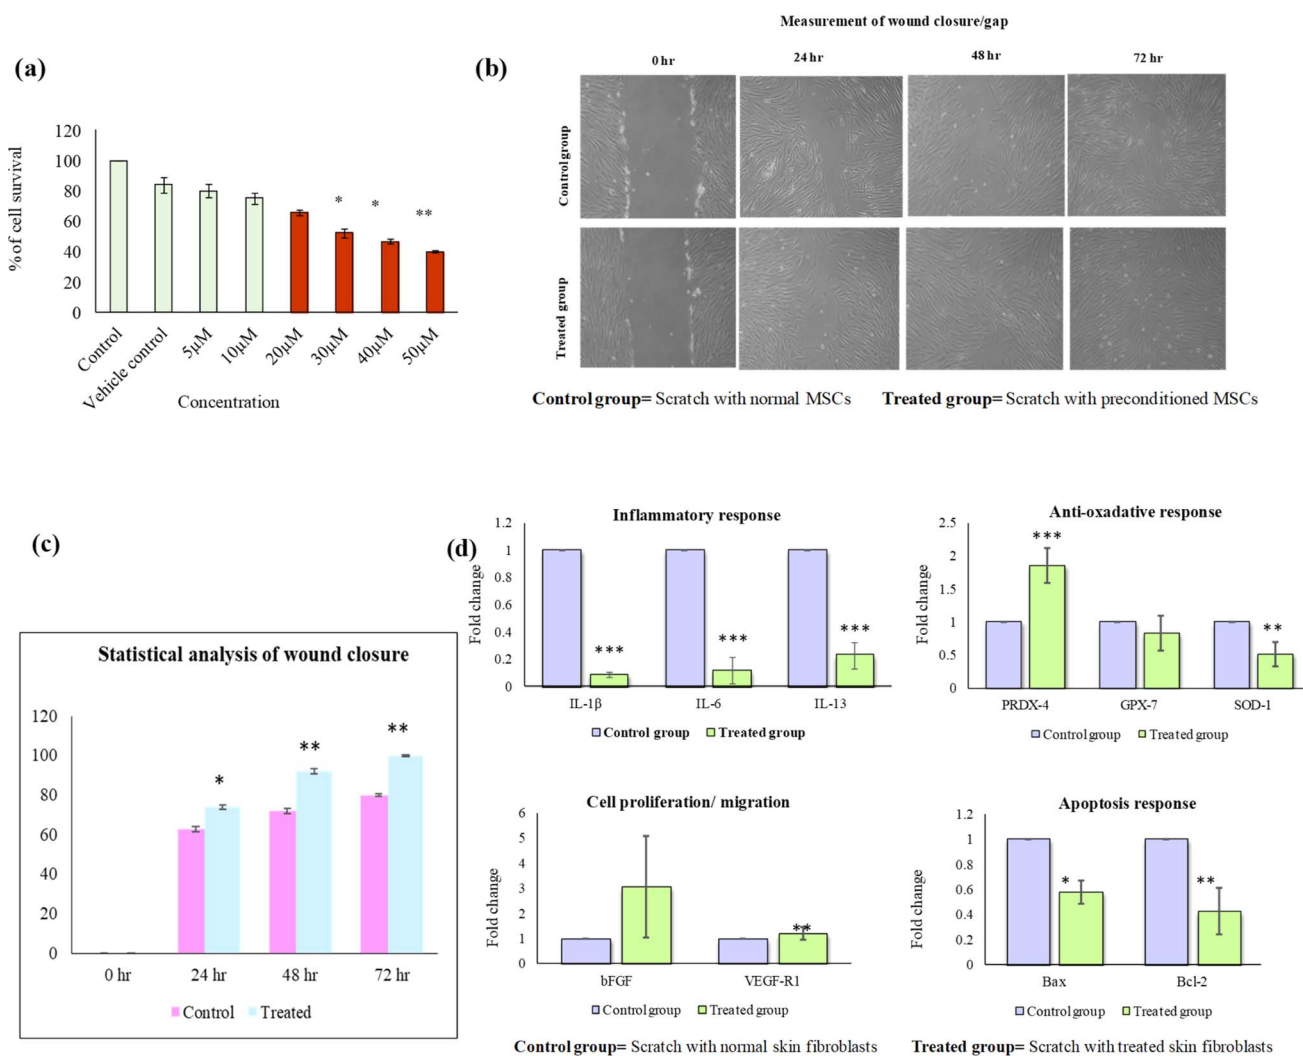 (a)
% of cell survival
120
100
80
60
40
20
0
*
*
**
Control
Vehicle control
5µM
10µM
20µM
30µM
40µM
50µM
Concentration
(b)
Measurement of wound closure/gap
0 hr
24 hr
48 hr
72 hr
Control group
Treated group
Control group= Scratch with normal MSCs
Treated group= Scratch with preconditioned MSCs
(c)
Statistical analysis of wound closure
120
100
80
60
40
20
0
*
**
**
0 hr
24 hr
48 hr
72 hr
Control
Treated
(d)
Inflammatory response
Fold change
1.2
1
0.8
0.6
0.4
0.2
0
***
***
***
IL-1β
IL-6
IL-13
Control group
Treated group
Anti-oxadative response
Fold change
2.5
2
1.5
1
0.5
0
***
**
PRDX-4
GPX-7
SOD-1
Control group
Treated group
Cell proliferation/ migration
Fold change
6
5
4
3
2
1
0
**
bFGF
VEGF-R1
Control group
Treated group
Apoptosis response
Fold change
1.2
1
0.8
0.6
0.4
0.2
0
*
**
Bax
Bcl-2
Control group
Treated group
Control group= Scratch with normal skin fibroblasts
Treated group= Scratch with treated skin fibroblasts